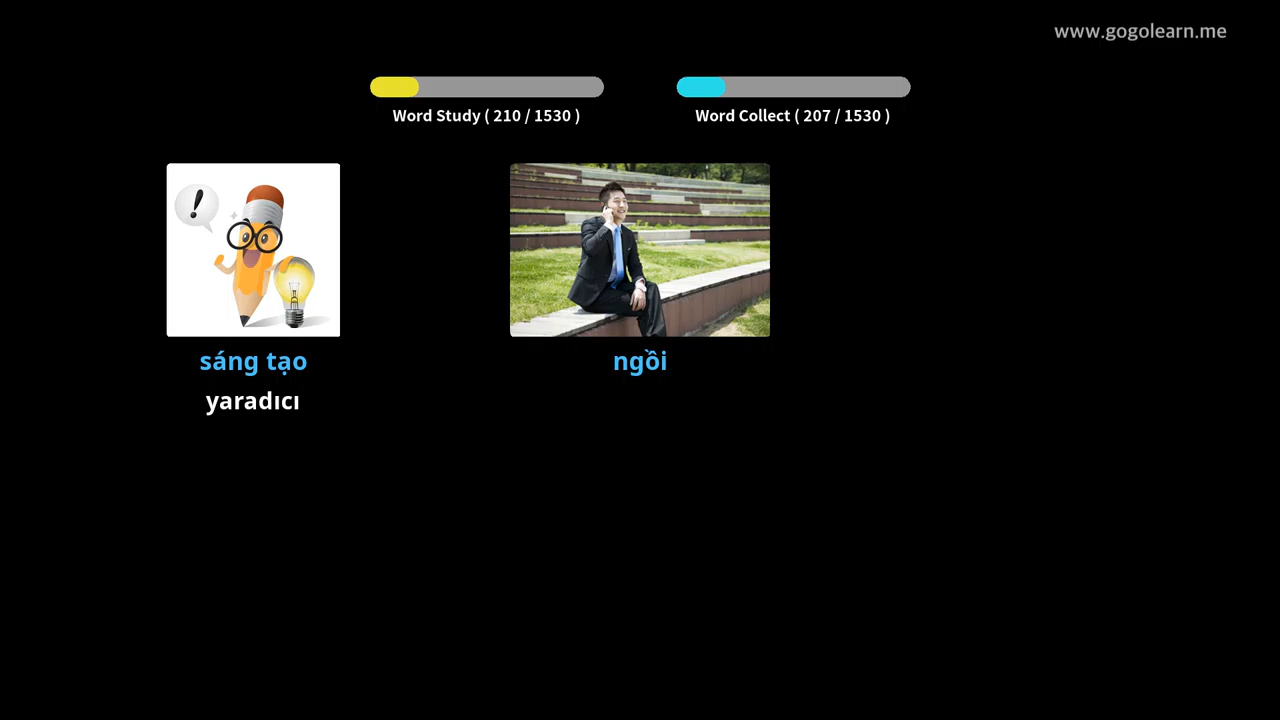 www.gogolearn.me
Word Study ( 210 / 1530 )
Word Collect ( 207 / 1530 )
!
sáng tạo
yaradıcı
ngồi